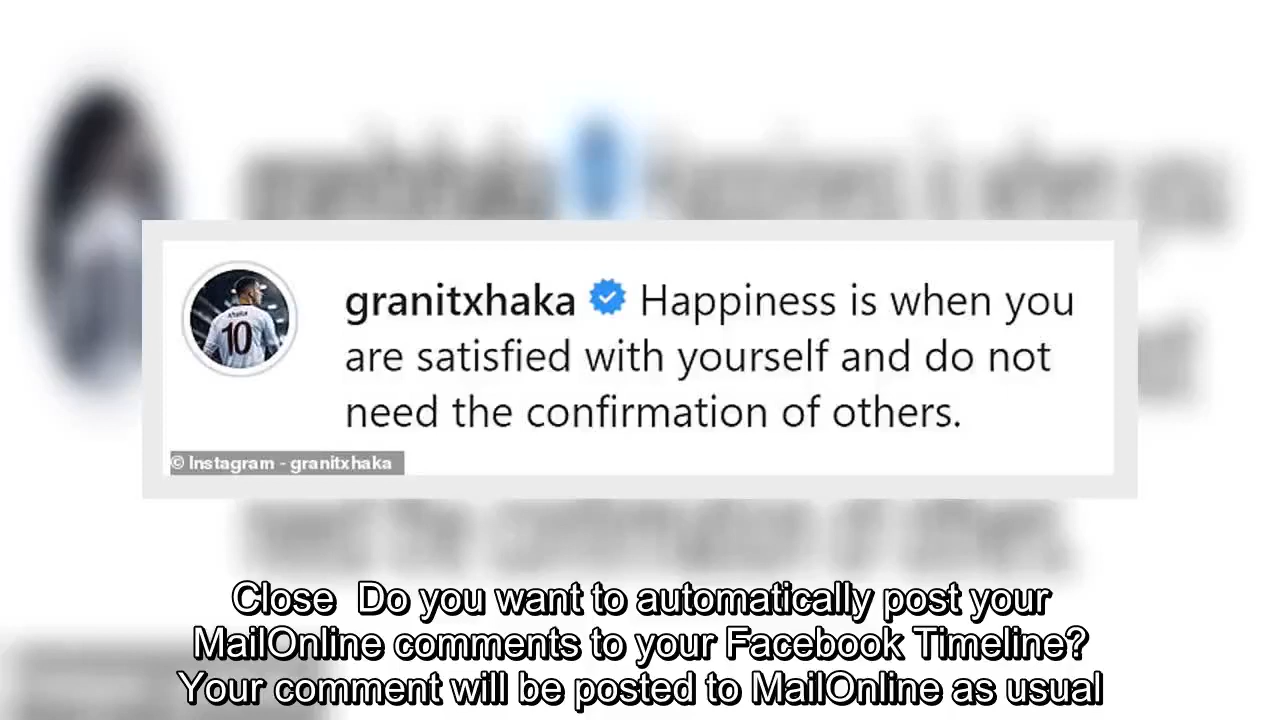 granitxhaka Happiness is when you
are satisfied with yourself and do not
need the confirmation of others.
xhaka
10
© Instagram - granitxhaka
Close Do you want to automatically post your
MailOnline comments to your Facebook Timeline?
Your comment will be posted to MailOnline as usual